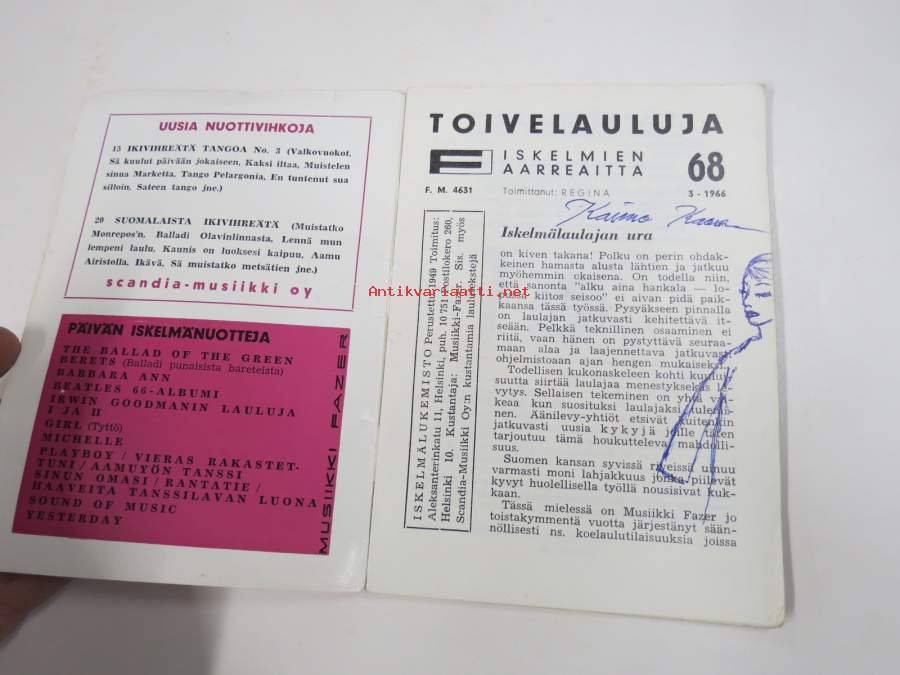 UUSIA NUOTTIVIHKOJA
15 IKIVIHREÄTÄ TANGOA No. 3 (Valkovuokot,
Sä kuulut päivään jokaiseen, Kaksi iltaa, Muistelen
sinua Marketta, Tango Pelargonia, En tuntenut sua
silloin, Sateen tango jne.)
20 SUOMALAISTA IKIVIHREÄTÄ (Muistatko
Monrepos'n, Balladi Olavinlinnasta, Lennä mun
lempeni laulu, Kaunis on luoksesi kaipuu, Aamu
Airistolla, Ikävä, Sä muistatko metsätien jne.)
scandia-musiikki oy
PÄIVÄN ISKELMÄNUOTTEJA
THE BALLAD OF THE GREEN
BERETS (Balladi punaisista bareteista)
BARBARA ANN
BEATLES 66-ALBUMI
IRWIN GOODMANIN LAULUJA
I JA II
GIRL (Tyttö)
MICHELLE
PLAYBOY / VIERAS RAKASTET-
TUNI / AAMUYÖN TANSSI
SINUN OMASI / RANTATIE /
HAAVEITA TANSSILAVAN LUONA
SOUND OF MUSIC
YESTERDAY
MUSIIKKI FAZER
TOIVELAULUJA
F
ISKELMIEN
AARREAITTA
68
F. M. 4631
Toimittanut: REGINA
3 - 1966
Kaimo
ISKELMÄLUKEMISTO Perustettu 1949 Toimitus:
Aleksanterinkatu 11, Helsinki, puh. 10 751 Postilokero 260,
Helsinki 10. Kustantaja: Musiikki-Fazer. Sis. myös
Scandia-Musiikki Oy:n kustantamia laulutekstejä
Iskelmälaulajan ura
on kiven takana! Polku on perin ohdak-
keinen hamasta alusta lähtien ja jatkuu
myöhemmin okaisena. On todella niin,
että sanonta "alku aina hankala — lo-
pussa kiitos seisoo" ei aivan pidä paik-
kaansa tässä työssä. Pysyäkseen pinnalla
on laulajan jatkuvasti kehitettävä it-
seään. Pelkkä teknillinen osaaminen ei
riitä, vaan hänen on pystyttävä seuraa-
maan alaa ja laajennettava jatkuvasti
ohjelmistoaan ajan hengen mukaiseksi.
Todellisen kukonaskeleen kohti kuului-
suutta siirtää laulajaa menestyksekäs le-
vytys. Sellaisen tekeminen on yhtä vai-
keaa kun suosituksi laulajaksi tulemi-
nen. Äänilevy-yhtiöt etsivät kuitenkin
jatkuvasti uusia kykyjä joille täten
tarjoutuu tämä houkutteleva mahdolli-
suus.
Suomen kansan syvissä riveissä uinuu
varmasti moni lahjakkuus jonka piilevät
kyvyt huolellisella työllä nousisivat kuk-
kaan.
Tässä mielessä on Musiikki Fazer jo
toistakymmentä vuotta järjestänyt sään-
nöllisesti ns. koelaulutilaisuuksia joissa
Antikvariaatti.net